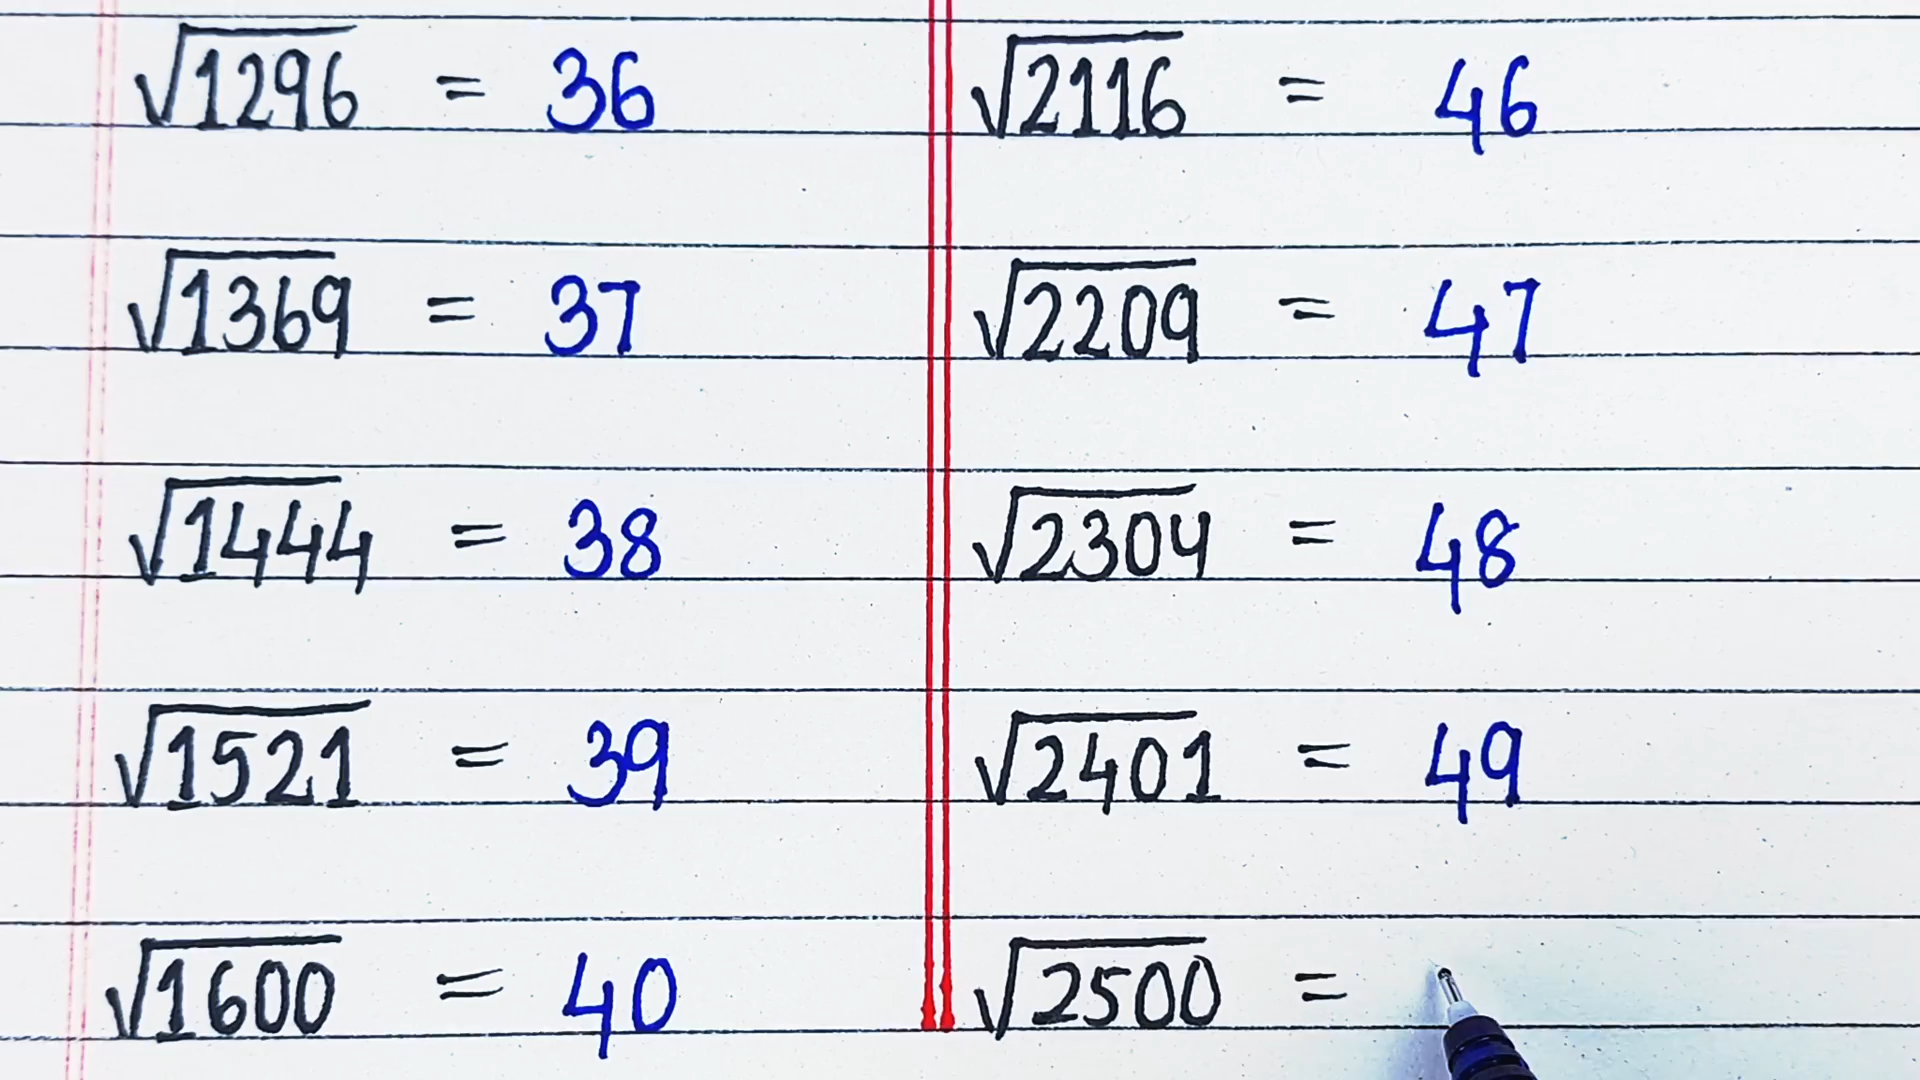 √1296 = 36
√1369 = 37
√1444 = 38
√1521 = 39
√1600 = 40
√2116 = 46
√2209 = 47
√2304 = 48
√2401 = 49
√2500 =